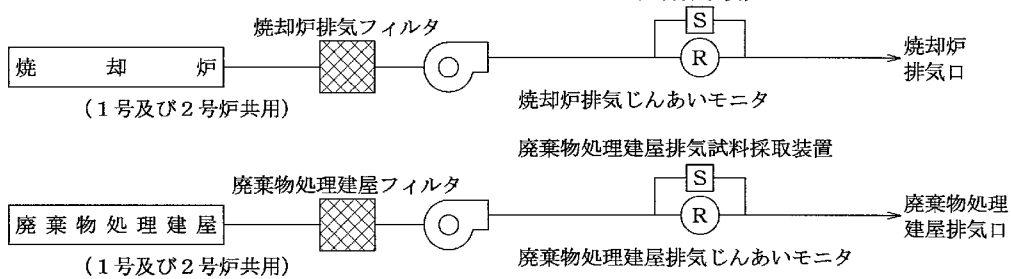 焼却炉排気フィルタ
S
焼却炉
R
焼却炉
排気口
(1号及び2号炉共用)
焼却炉排気じんあいモニタ
廃棄物処理建屋排気試料採取装置
廃棄物処理建屋フィルタ
S
廃棄物処理建屋
R
廃棄物処理
建屋排気口
(1号及び2号炉共用)
廃棄物処理建屋排気じんあいモニタ